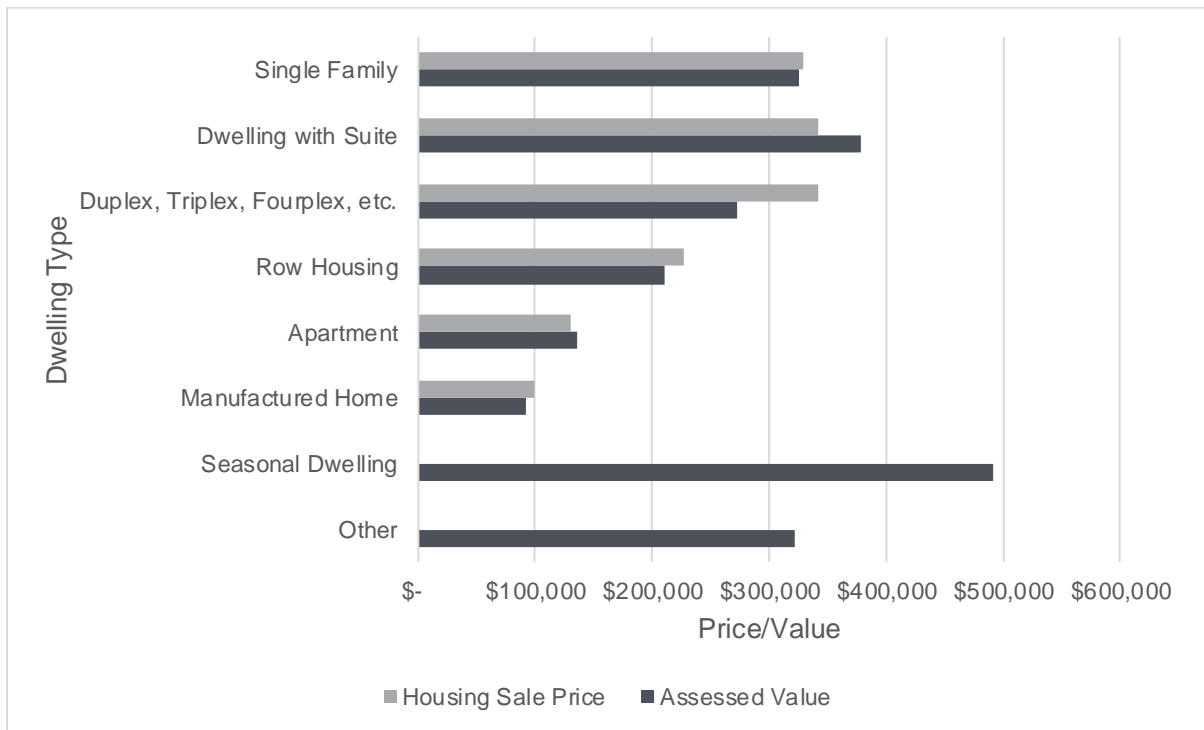 Single Family
Dwelling with Suite
Duplex, Triplex, Fourplex, etc.
Row Housing
Apartment
Manufactured Home
Seasonal Dwelling
Other
Dwelling Type
$- $100,000 $200,000 $300,000 $400,000 $500,000 $600,000
Price/Value
Housing Sale Price Assessed Value